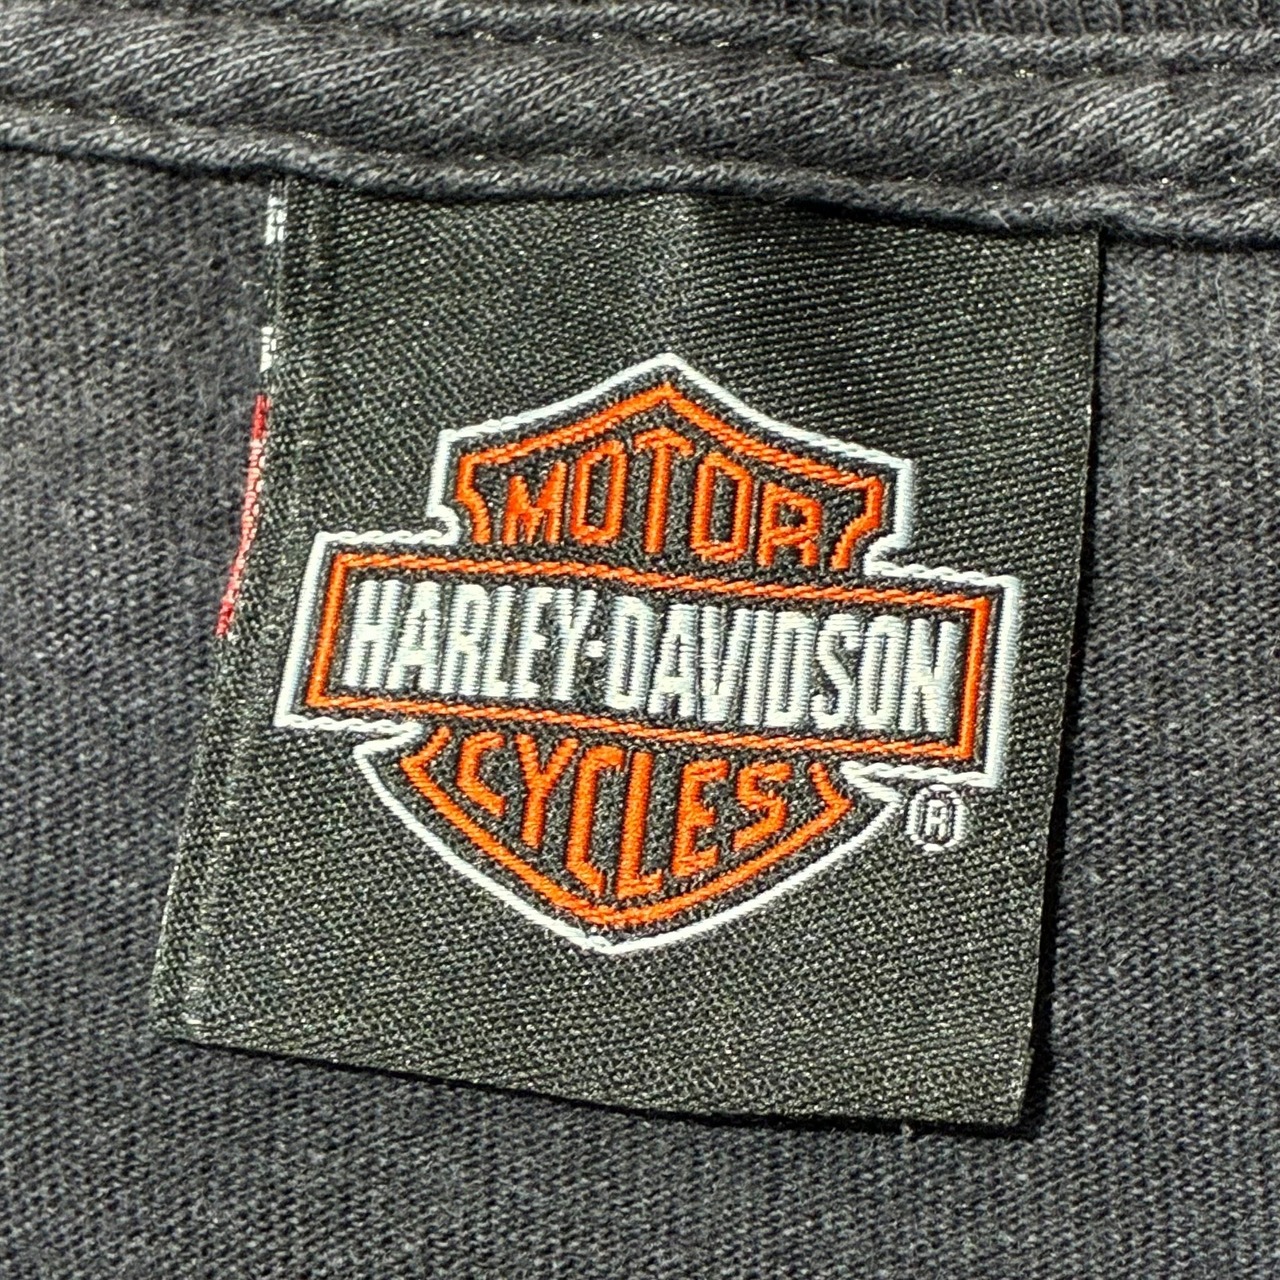 MOTOR
HARLEY-DAVIDSON
CYCLES
®